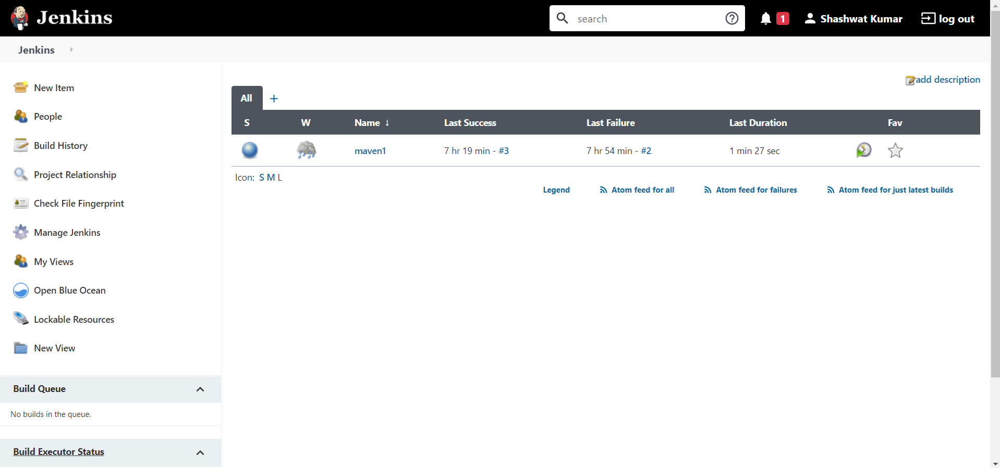 Jenkins
search
1
Shashwat Kumar
log out
Jenkins
New Item
People
Build History
Project Relationship
Check File Fingerprint
Manage Jenkins
My Views
Open Blue Ocean
Lockable Resources
New View
Build Queue
No builds in the queue.
Build Executor Status
add description
All +
S W Name ↓ Last Success Last Failure Last Duration Fav
maven1 7 hr 19 min - #3 7 hr 54 min - #2 1 min 27 sec
Icon: S M L
Legend Atom feed for all Atom feed for failures Atom feed for just latest builds